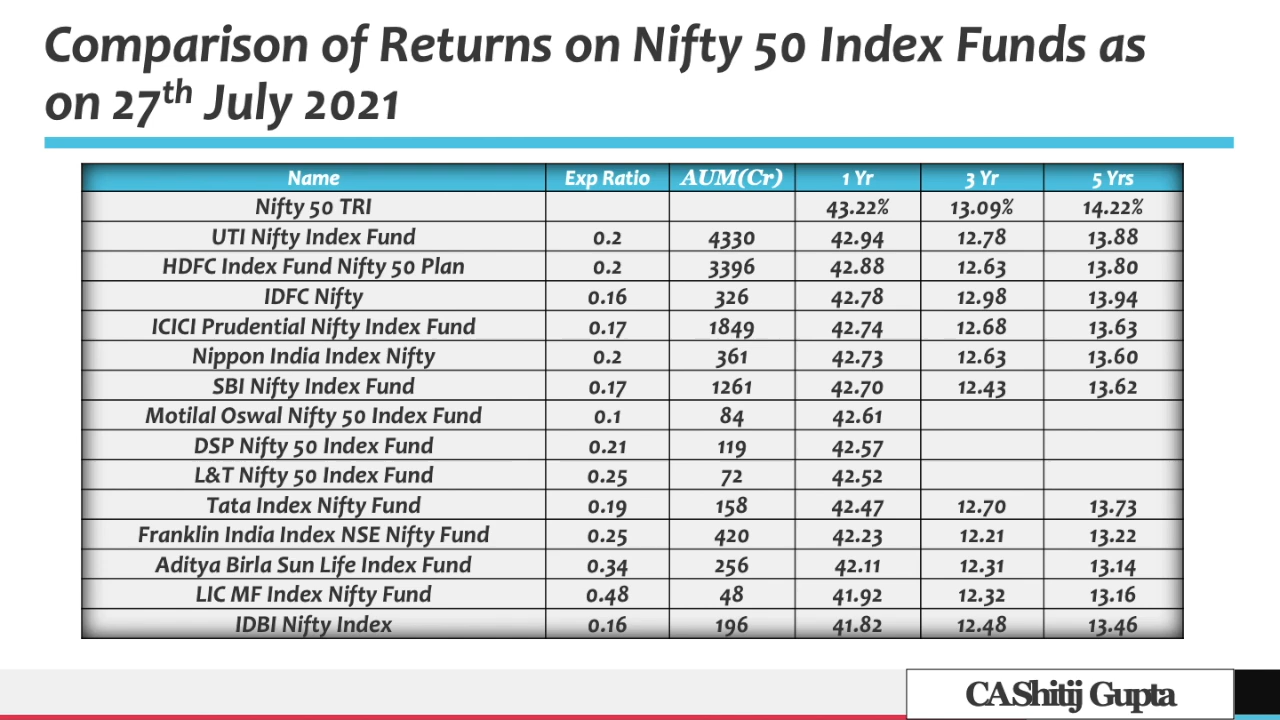 Comparison of Returns on Nifty 50 Index Funds as
on 27th July 2021
Name Exp Ratio AUM(Cr) 1 Yr 3 Yr 5 Yrs
Nifty 50 TRI 43.22% 13.09% 14.22%
UTI Nifty Index Fund 0.2 4330 42.94 12.78 13.88
HDFC Index Fund Nifty 50 Plan 0.2 3396 42.88 12.63 13.80
IDFC Nifty 0.16 326 42.78 12.98 13.94
ICICI Prudential Nifty Index Fund 0.17 1849 42.74 12.68 13.63
Nippon India Index Nifty 0.2 361 42.73 12.63 13.60
SBI Nifty Index Fund 0.17 1261 42.70 12.43 13.62
Motilal Oswal Nifty 50 Index Fund 0.1 84 42.61
DSP Nifty 50 Index Fund 0.21 119 42.57
L&T Nifty 50 Index Fund 0.25 72 42.52
Tata Index Nifty Fund 0.19 158 42.47 12.70 13.73
Franklin India Index NSE Nifty Fund 0.25 420 42.23 12.21 13.22
Aditya Birla Sun Life Index Fund 0.34 256 42.11 12.31 13.14
LIC MF Index Nifty Fund 0.48 48 41.92 12.32 13.16
IDBI Nifty Index 0.16 196 41.82 12.48 13.46
CA Shitij Gupta